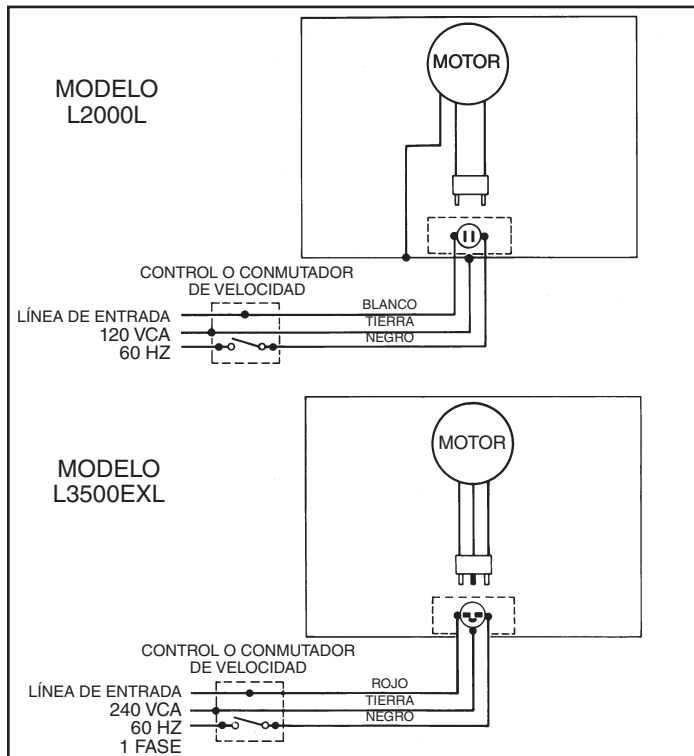 MODELO
L2000L
MOTOR
CONTROL O CONMUTADOR
DE VELOCIDAD
LÍNEA DE ENTRADA
120 VCA
60 HZ
BLANCO
TIERRA
NEGRO
MODELO
L3500EXL
MOTOR
CONTROL O CONMUTADOR
DE VELOCIDAD
LÍNEA DE ENTRADA
240 VCA
60 HZ
1 FASE
ROJO
TIERRA
NEGRO